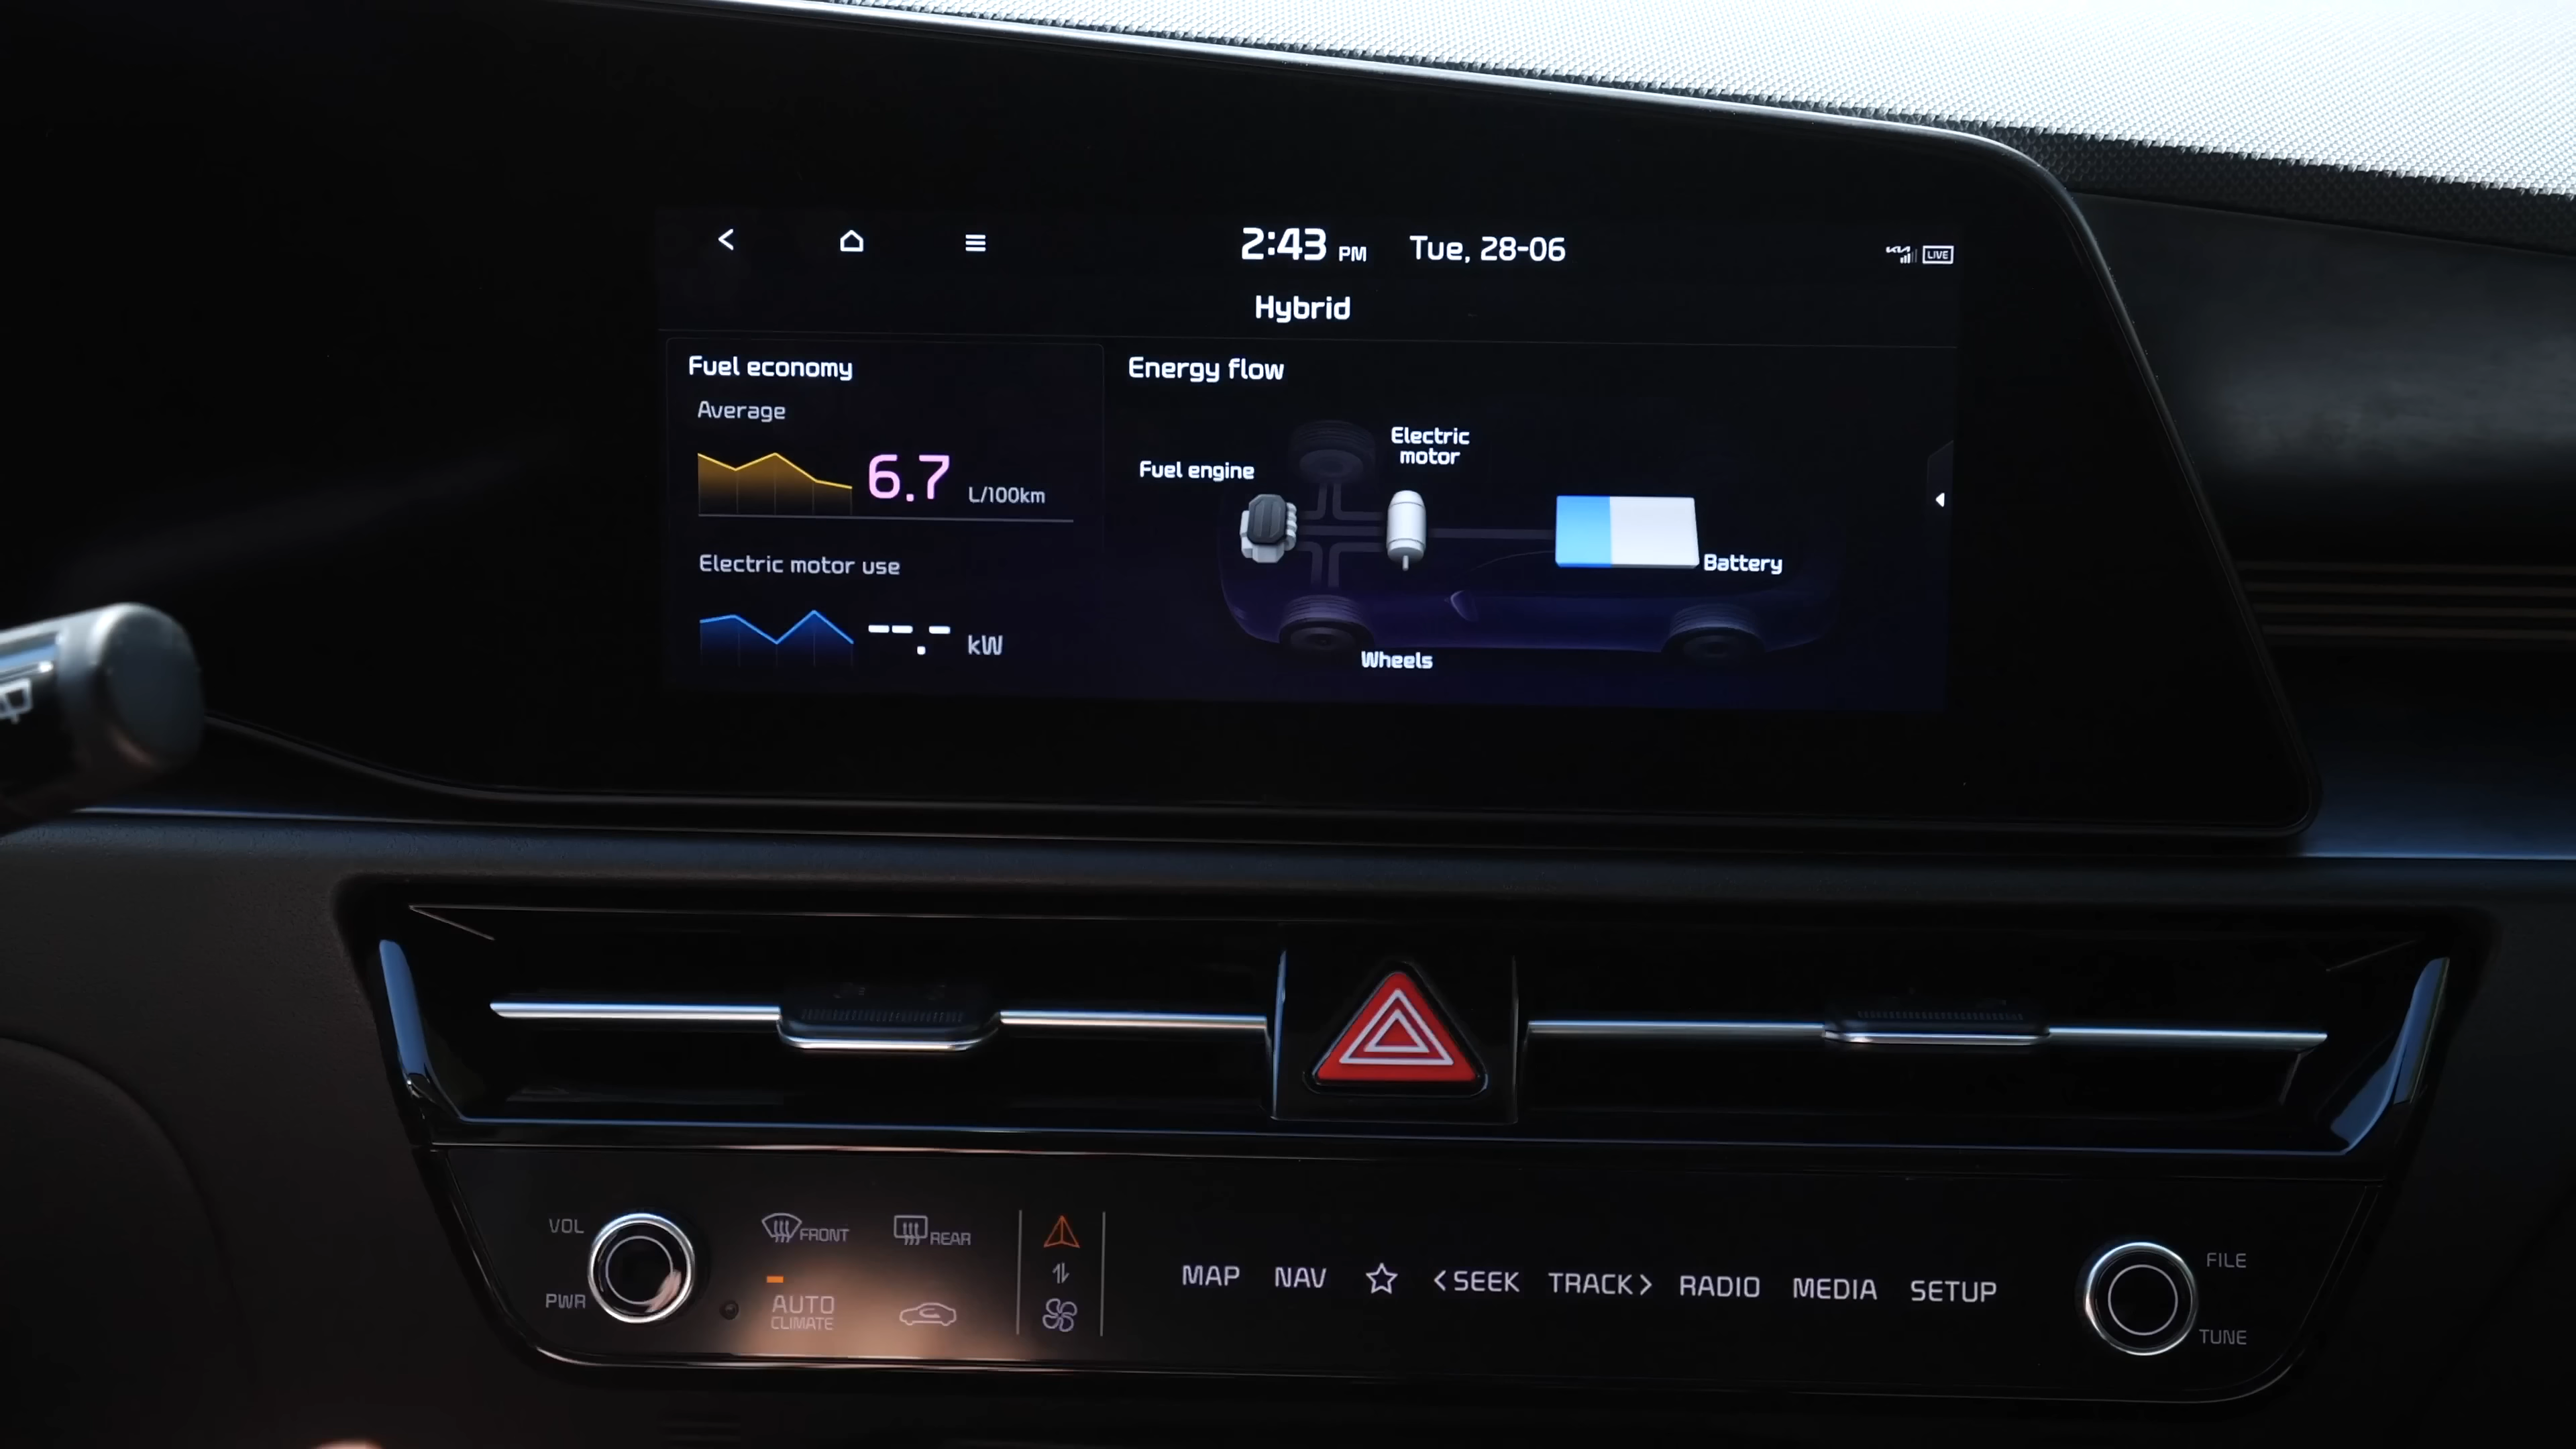 2:43 PM Tue, 28-06
KIA LIVE
Hybrid
Fuel economy
Average
6.7 L/100km
Electric motor use
--.- kW
Energy flow
Electric
motor
Fuel engine
Battery
Wheels
VOL
PWR
FRONT
REAR
AUTO
CLIMATE
MAP NAV <SEEK TRACK> RADIO MEDIA SETUP
FILE
TUNE